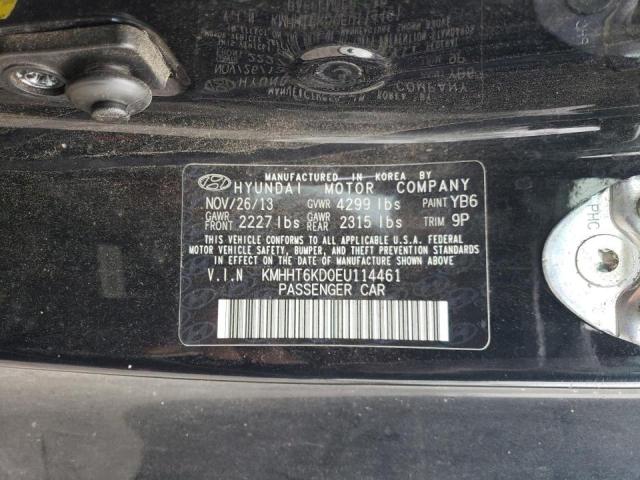 MANUFACTURED IN KOREA BY
HYUNDAI MOTOR COMPANY
NOV/26/13 GVWR 4299 lbs PAINT YB6
GAWR FRONT 2227 lbs GAWR REAR 2315 lbs TRIM 9P
THIS VEHICLE CONFORMS TO ALL APPLICABLE U.S.A. FEDERAL
MOTOR VEHICLE SAFETY, BUMPER, AND THEFT PREVENTION STANDARDS
IN EFFECT ON THE DATE OF MANUFACTURE SHOWN ABOVE.
V.I.N KMHHT6KD0EU114461
PASSENGER CAR
PHC